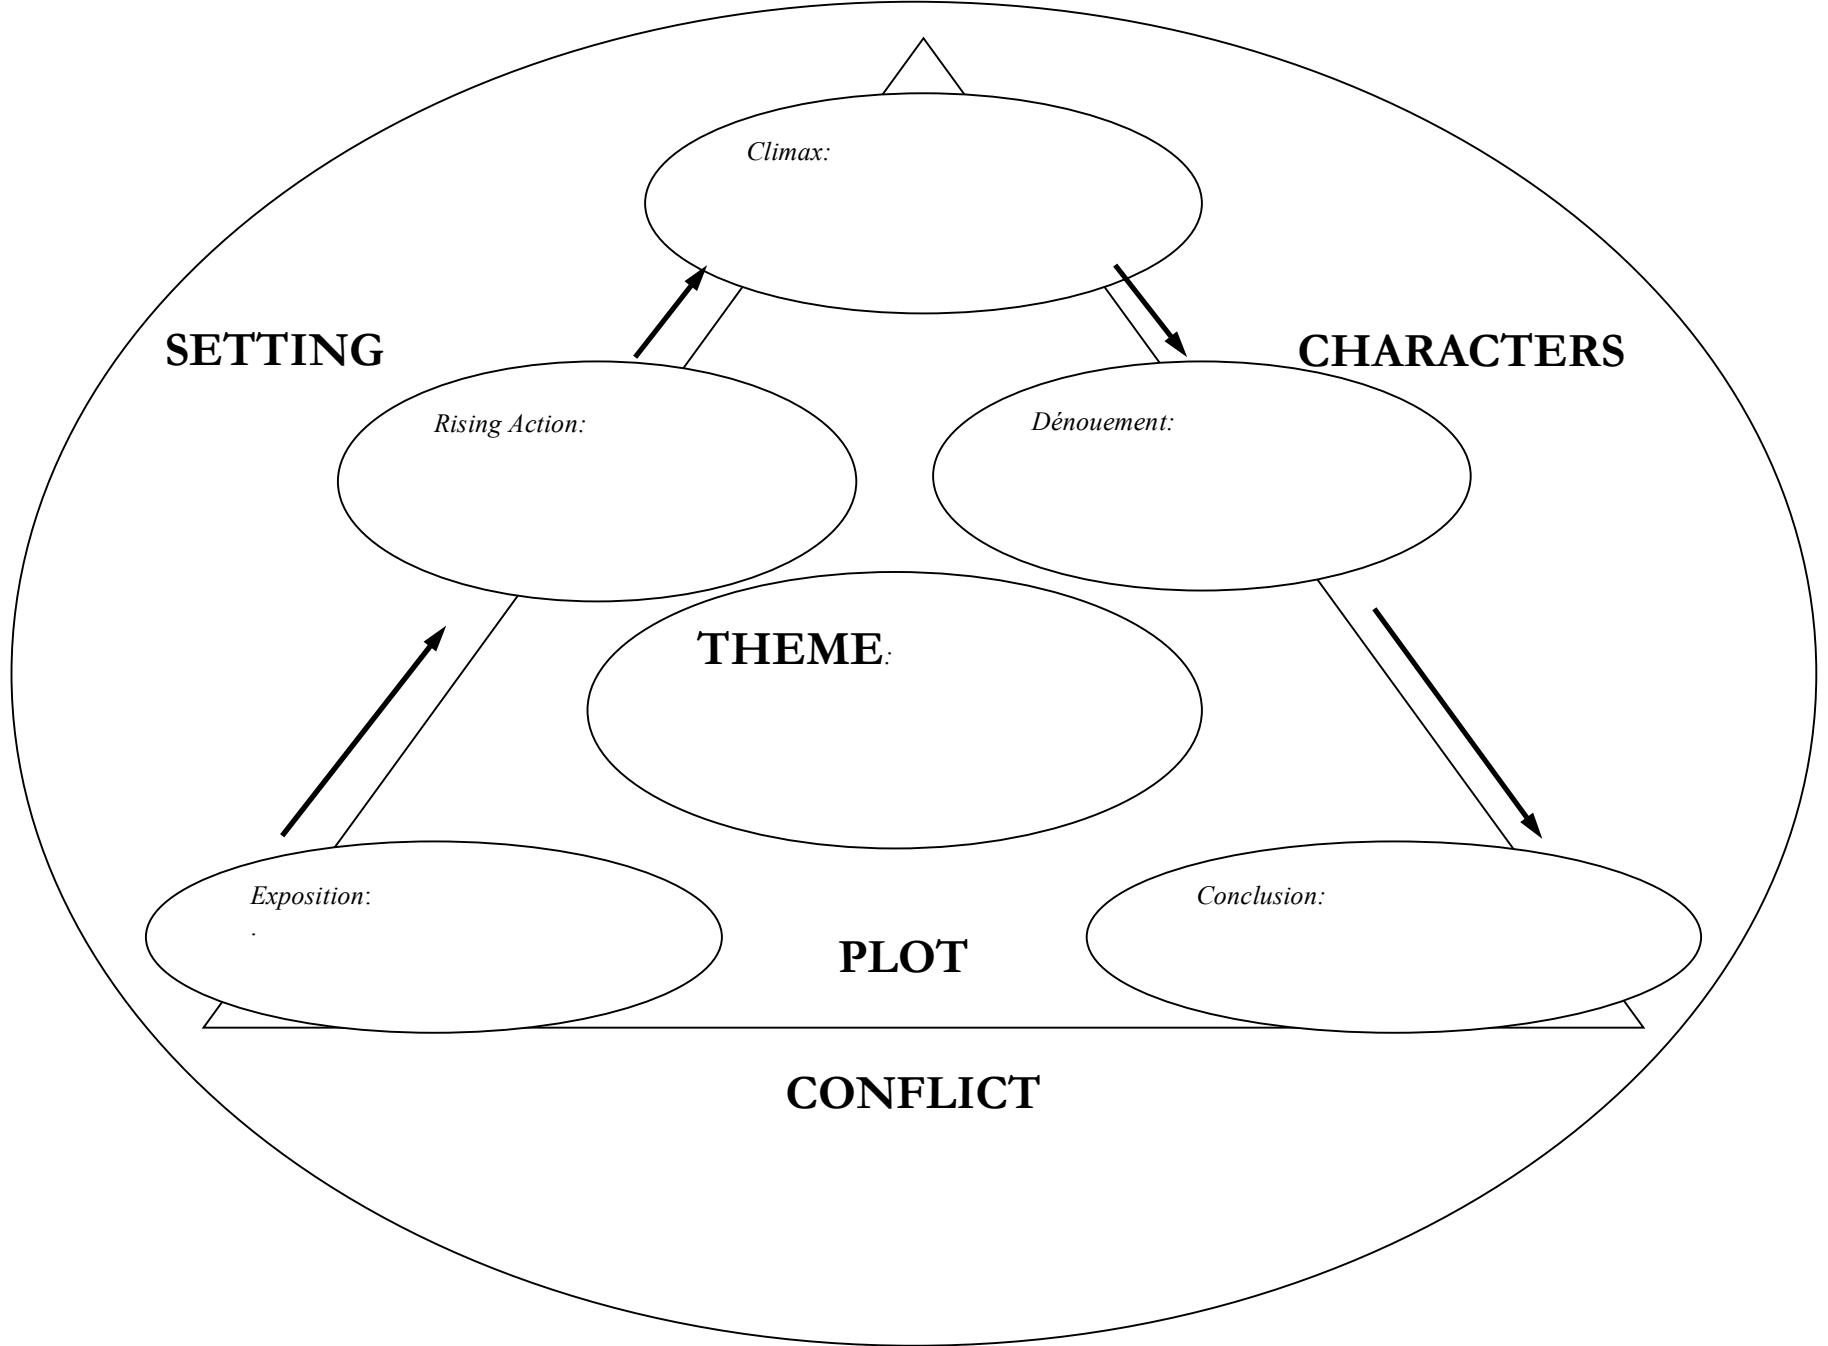 Climax:
SETTING
CHARACTERS
Rising Action:
Dénouement:
THEME:
Exposition:
.
Conclusion:
PLOT
CONFLICT